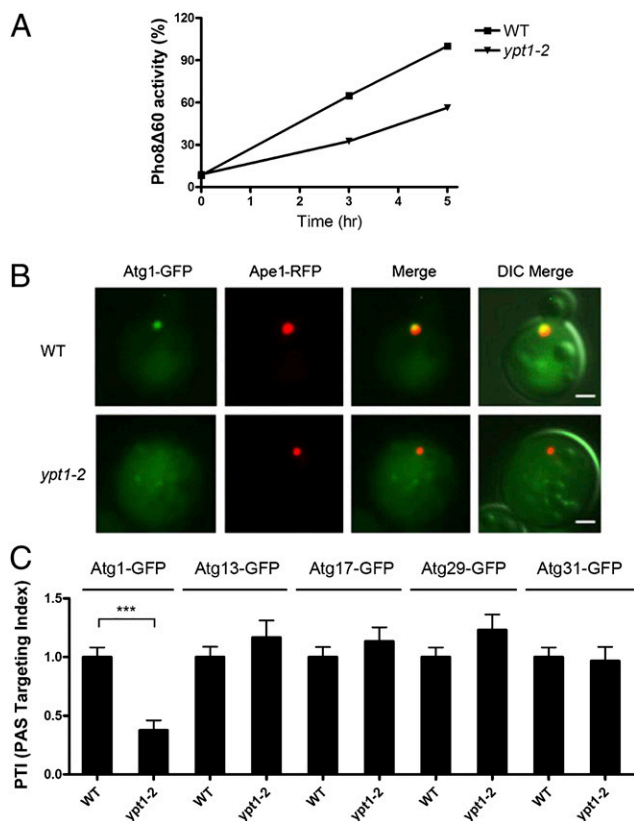 A
Pho8Δ60 activity (%)
120
90
60
30
0
0 1 2 3 4 5
Time (hr)
WT
ypt1-2
B
Atg1-GFP Ape1-RFP Merge DIC Merge
WT
ypt1-2
C
Atg1-GFP Atg13-GFP Atg17-GFP Atg29-GFP Atg31-GFP
PTI (PAS Targeting Index)
1.5
1.0
0.5
0.0
***
WT ypt1-2 WT ypt1-2 WT ypt1-2 WT ypt1-2 WT ypt1-2